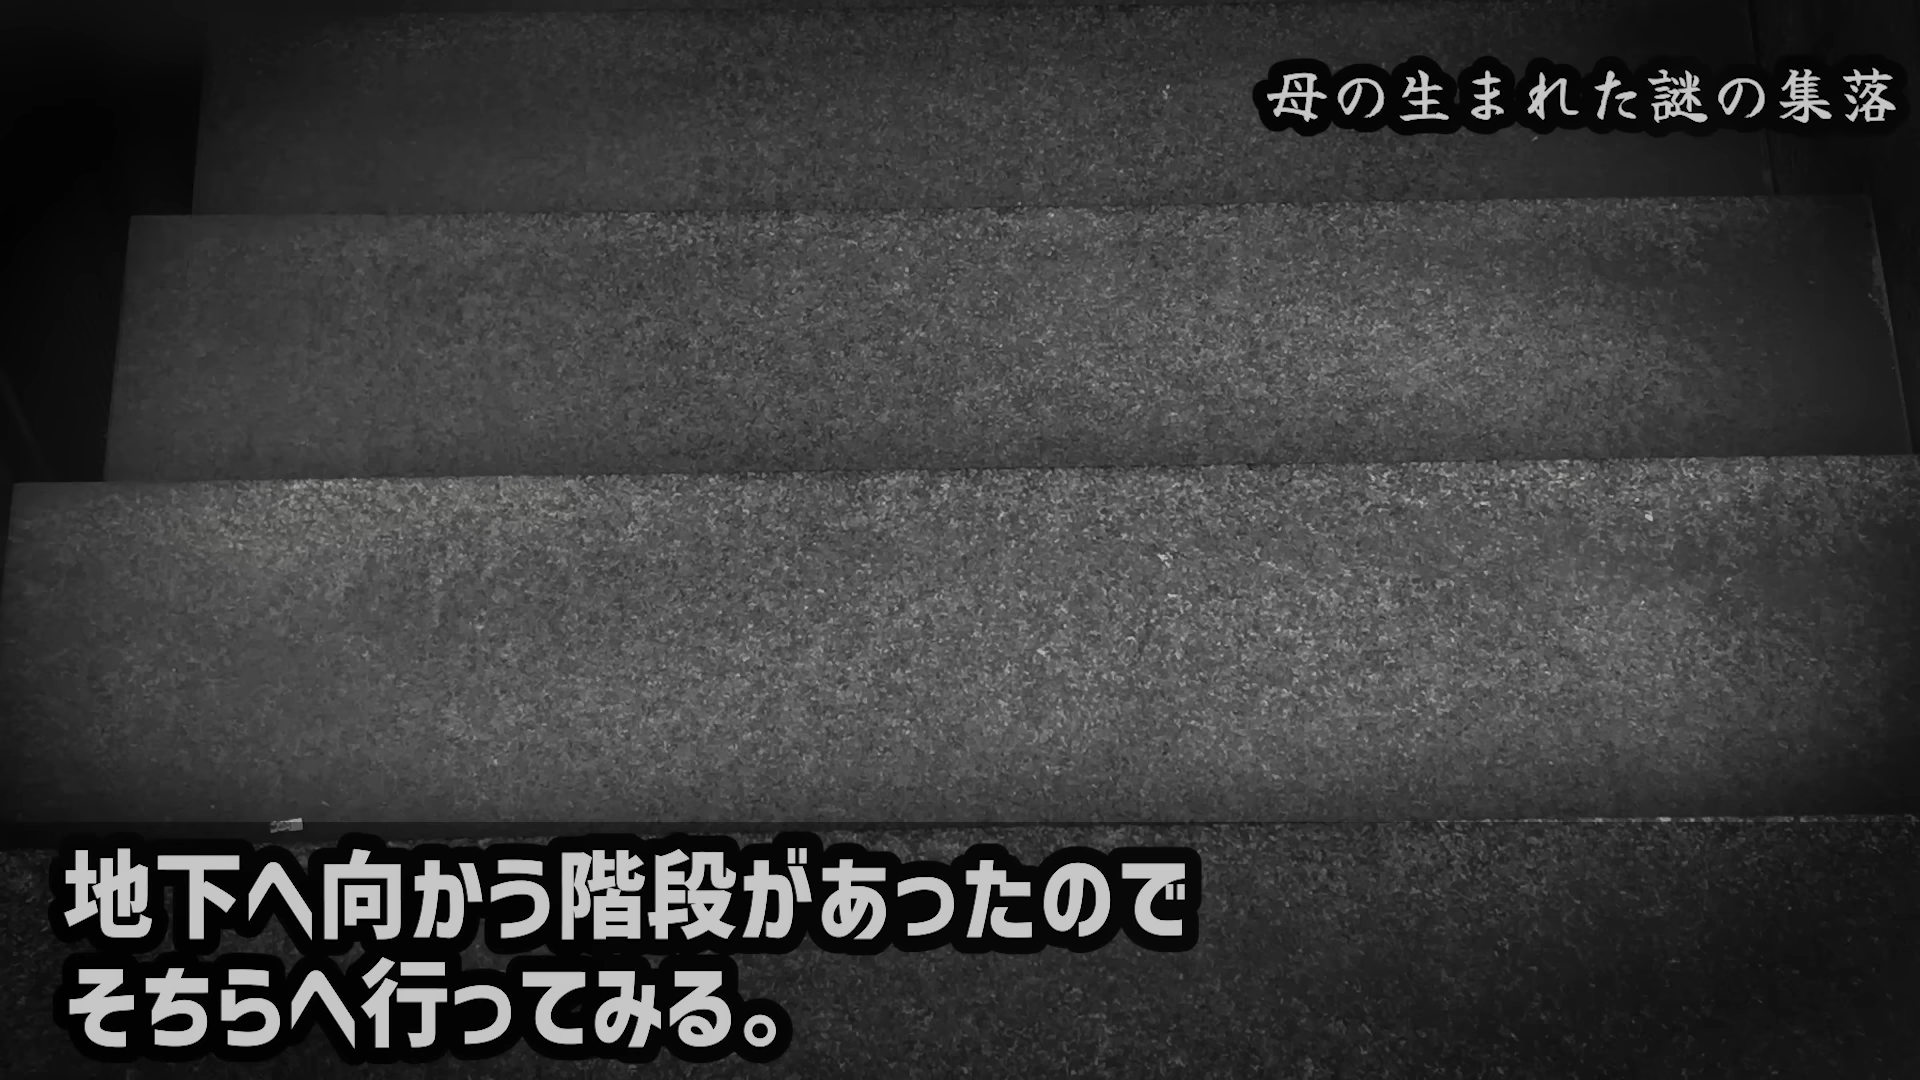 母の生まれた謎の集落
地下へ向かう階段があったので
そちらへ行ってみる。